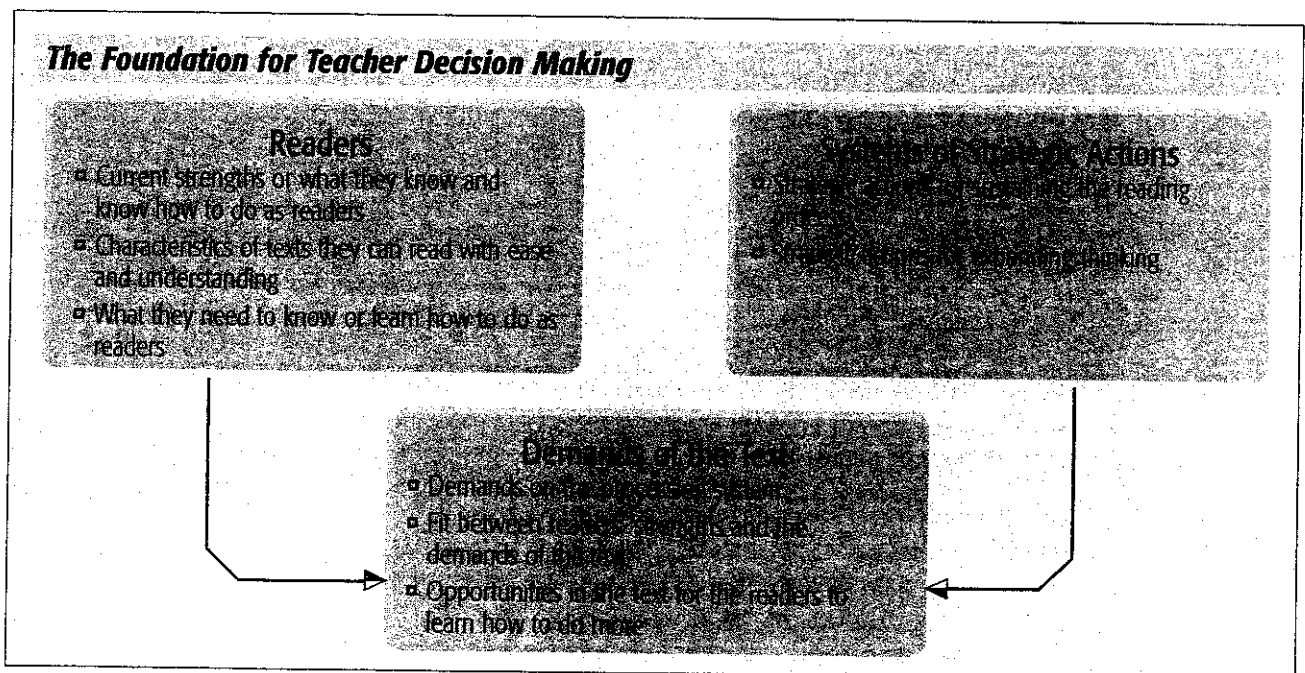 The Foundation for Teacher Decision Making
Readers
▫ Current strengths or what they know and
know how to do as readers
▫ Characteristics of texts they can read with ease
and understanding
▫ What they need to know or learn how to do as
readers
Systems of Strategic Actions
▫ Strategic actions for sustaining the reading
▫ Strategic actions for expanding thinking
Demands of the Text
▫ Demands on the
▫ Fit between readers' strengths and the
demands of the text
▫ Opportunities in the text for the readers to
learn how to do more